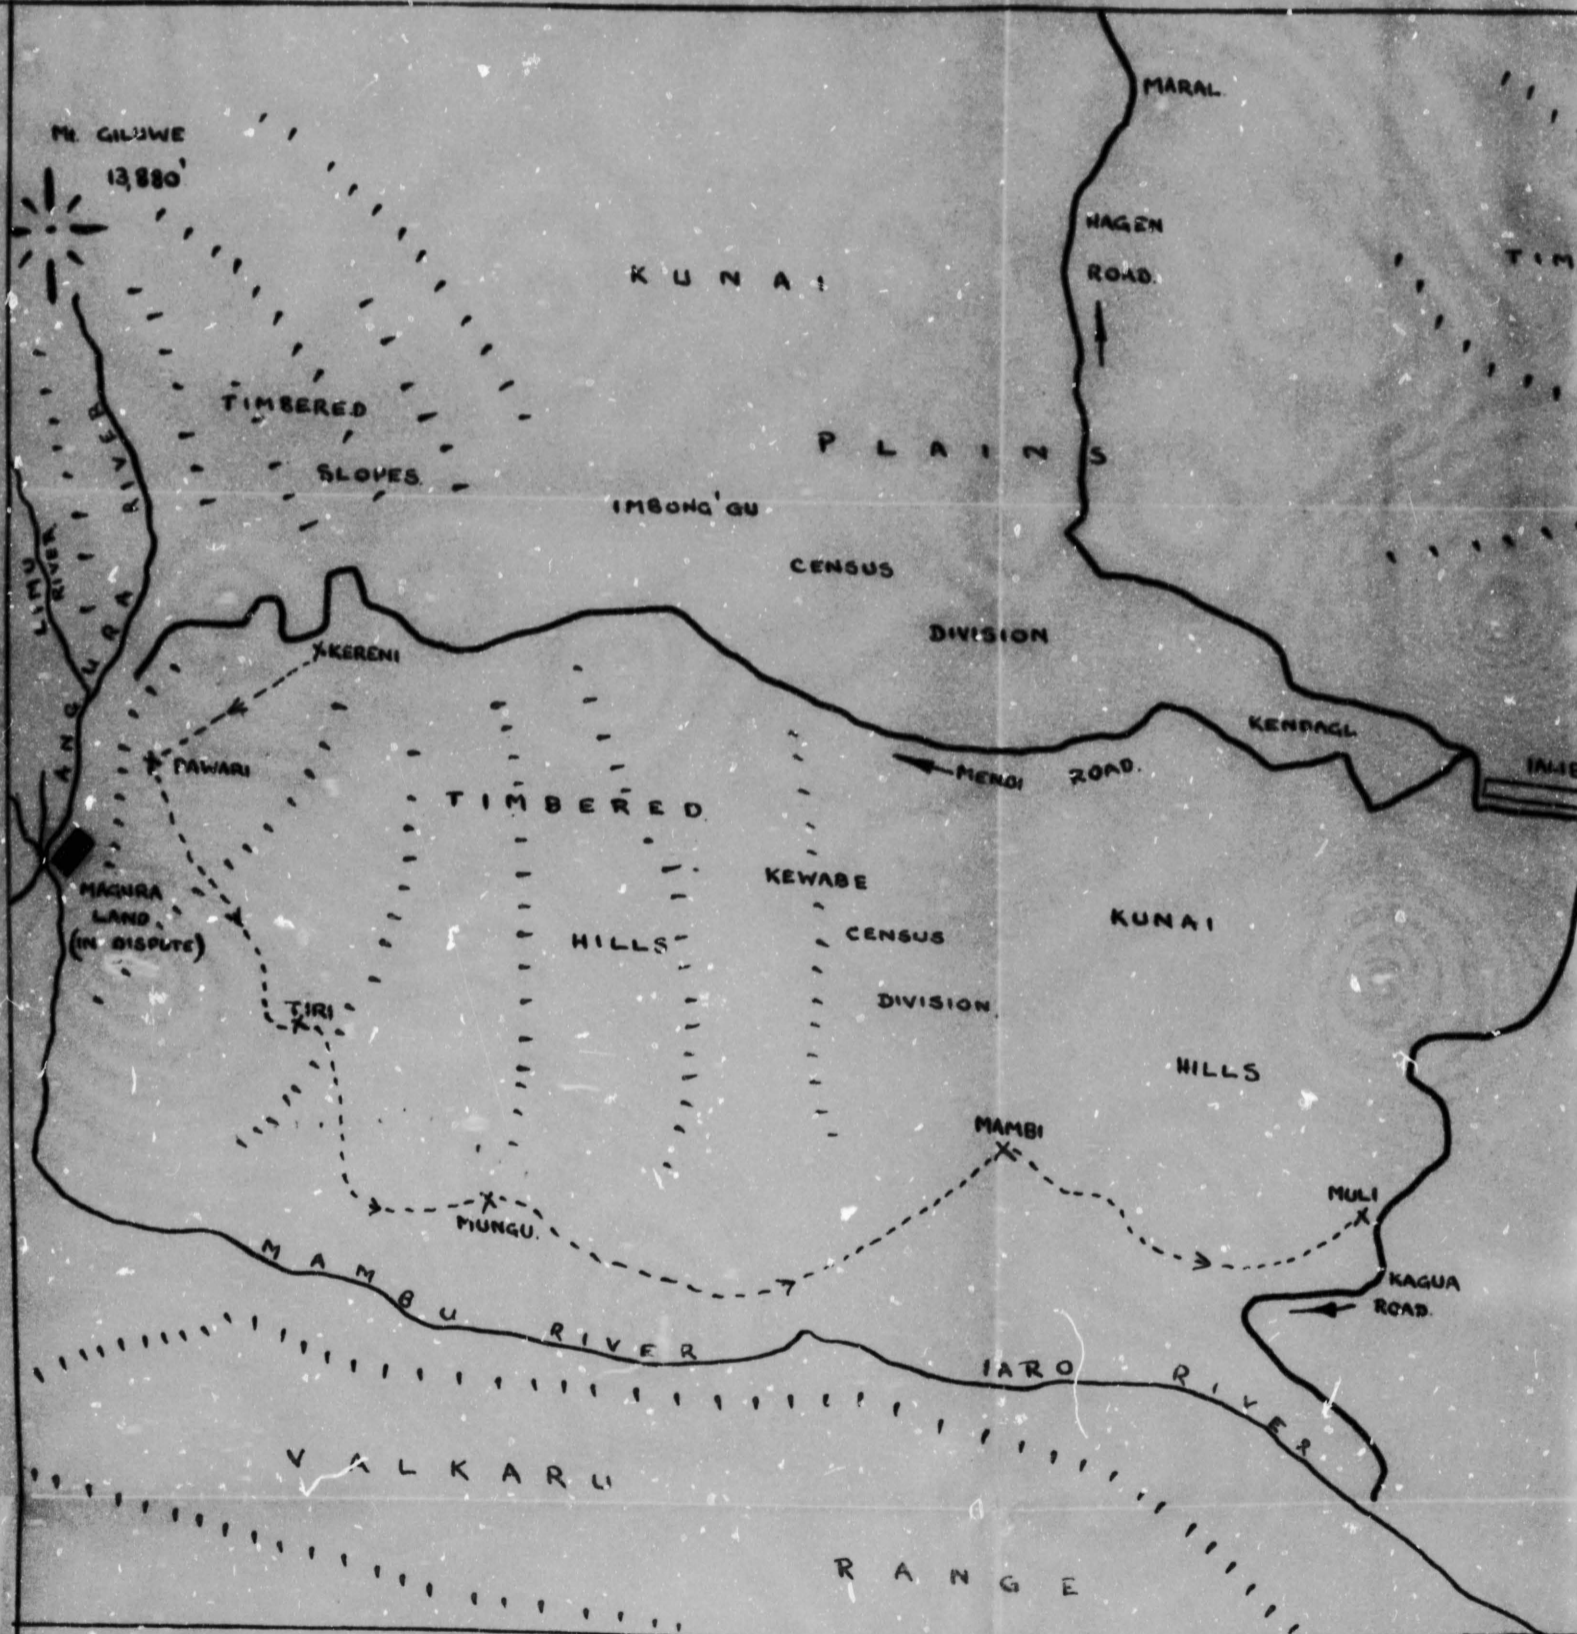 MARAL.
Mt. GILUWE
13,880'
HAGEN
ROAD.
KUNAI
TIM
TIMBERED
SLOPES.
PLAINS
IMBONG'GU
CENSUS
DIVISION
ANGURA RIVER
LIMU
RIVER
KERENI
KENDAGL
PAWARI
MENDI ROAD.
TIMBERED
KEWABE
MAGURA
LAND.
(IN DISPUTE)
KUNAI
CENSUS
HILLS
DIVISION.
TIRI
HILLS
MAMBI
MULI
MUNGU.
MAMBU RIVER
KAGUA
ROAD.
IARO RIVER
VALKARU
RANGE